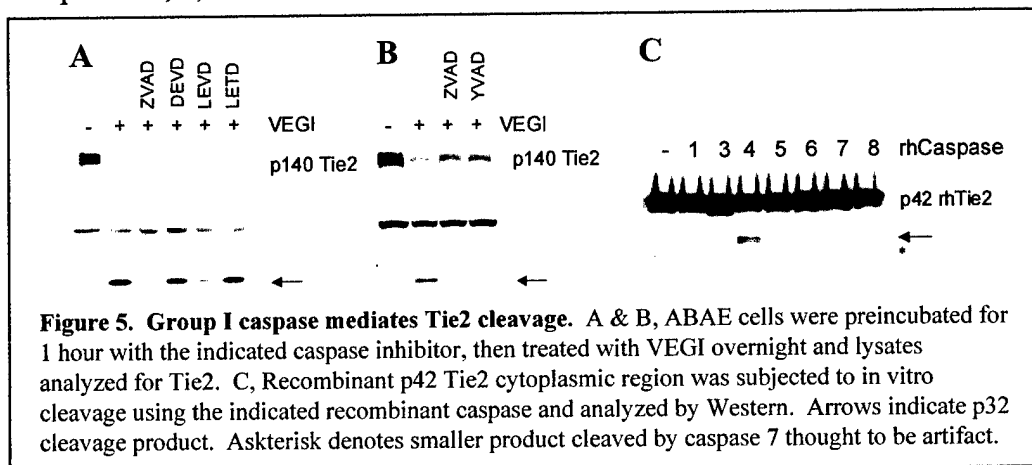 A
B
C
ZVAD
DEVD
LEVD
LETD
- + + + + + VEGI
p140 Tie2
ZVAD
YVAD
- + + + VEGI
p140 Tie2
- 1 3 4 5 6 7 8 rhCaspase
p42 rhTie2
*
Figure 5. Group I caspase mediates Tie2 cleavage. A & B, ABAE cells were preincubated for
1 hour with the indicated caspase inhibitor, then treated with VEGI overnight and lysates
analyzed for Tie2. C, Recombinant p42 Tie2 cytoplasmic region was subjected to in vitro
cleavage using the indicated recombinant caspase and analyzed by Western. Arrows indicate p32
cleavage product. Askterisk denotes smaller product cleaved by caspase 7 thought to be artifact.